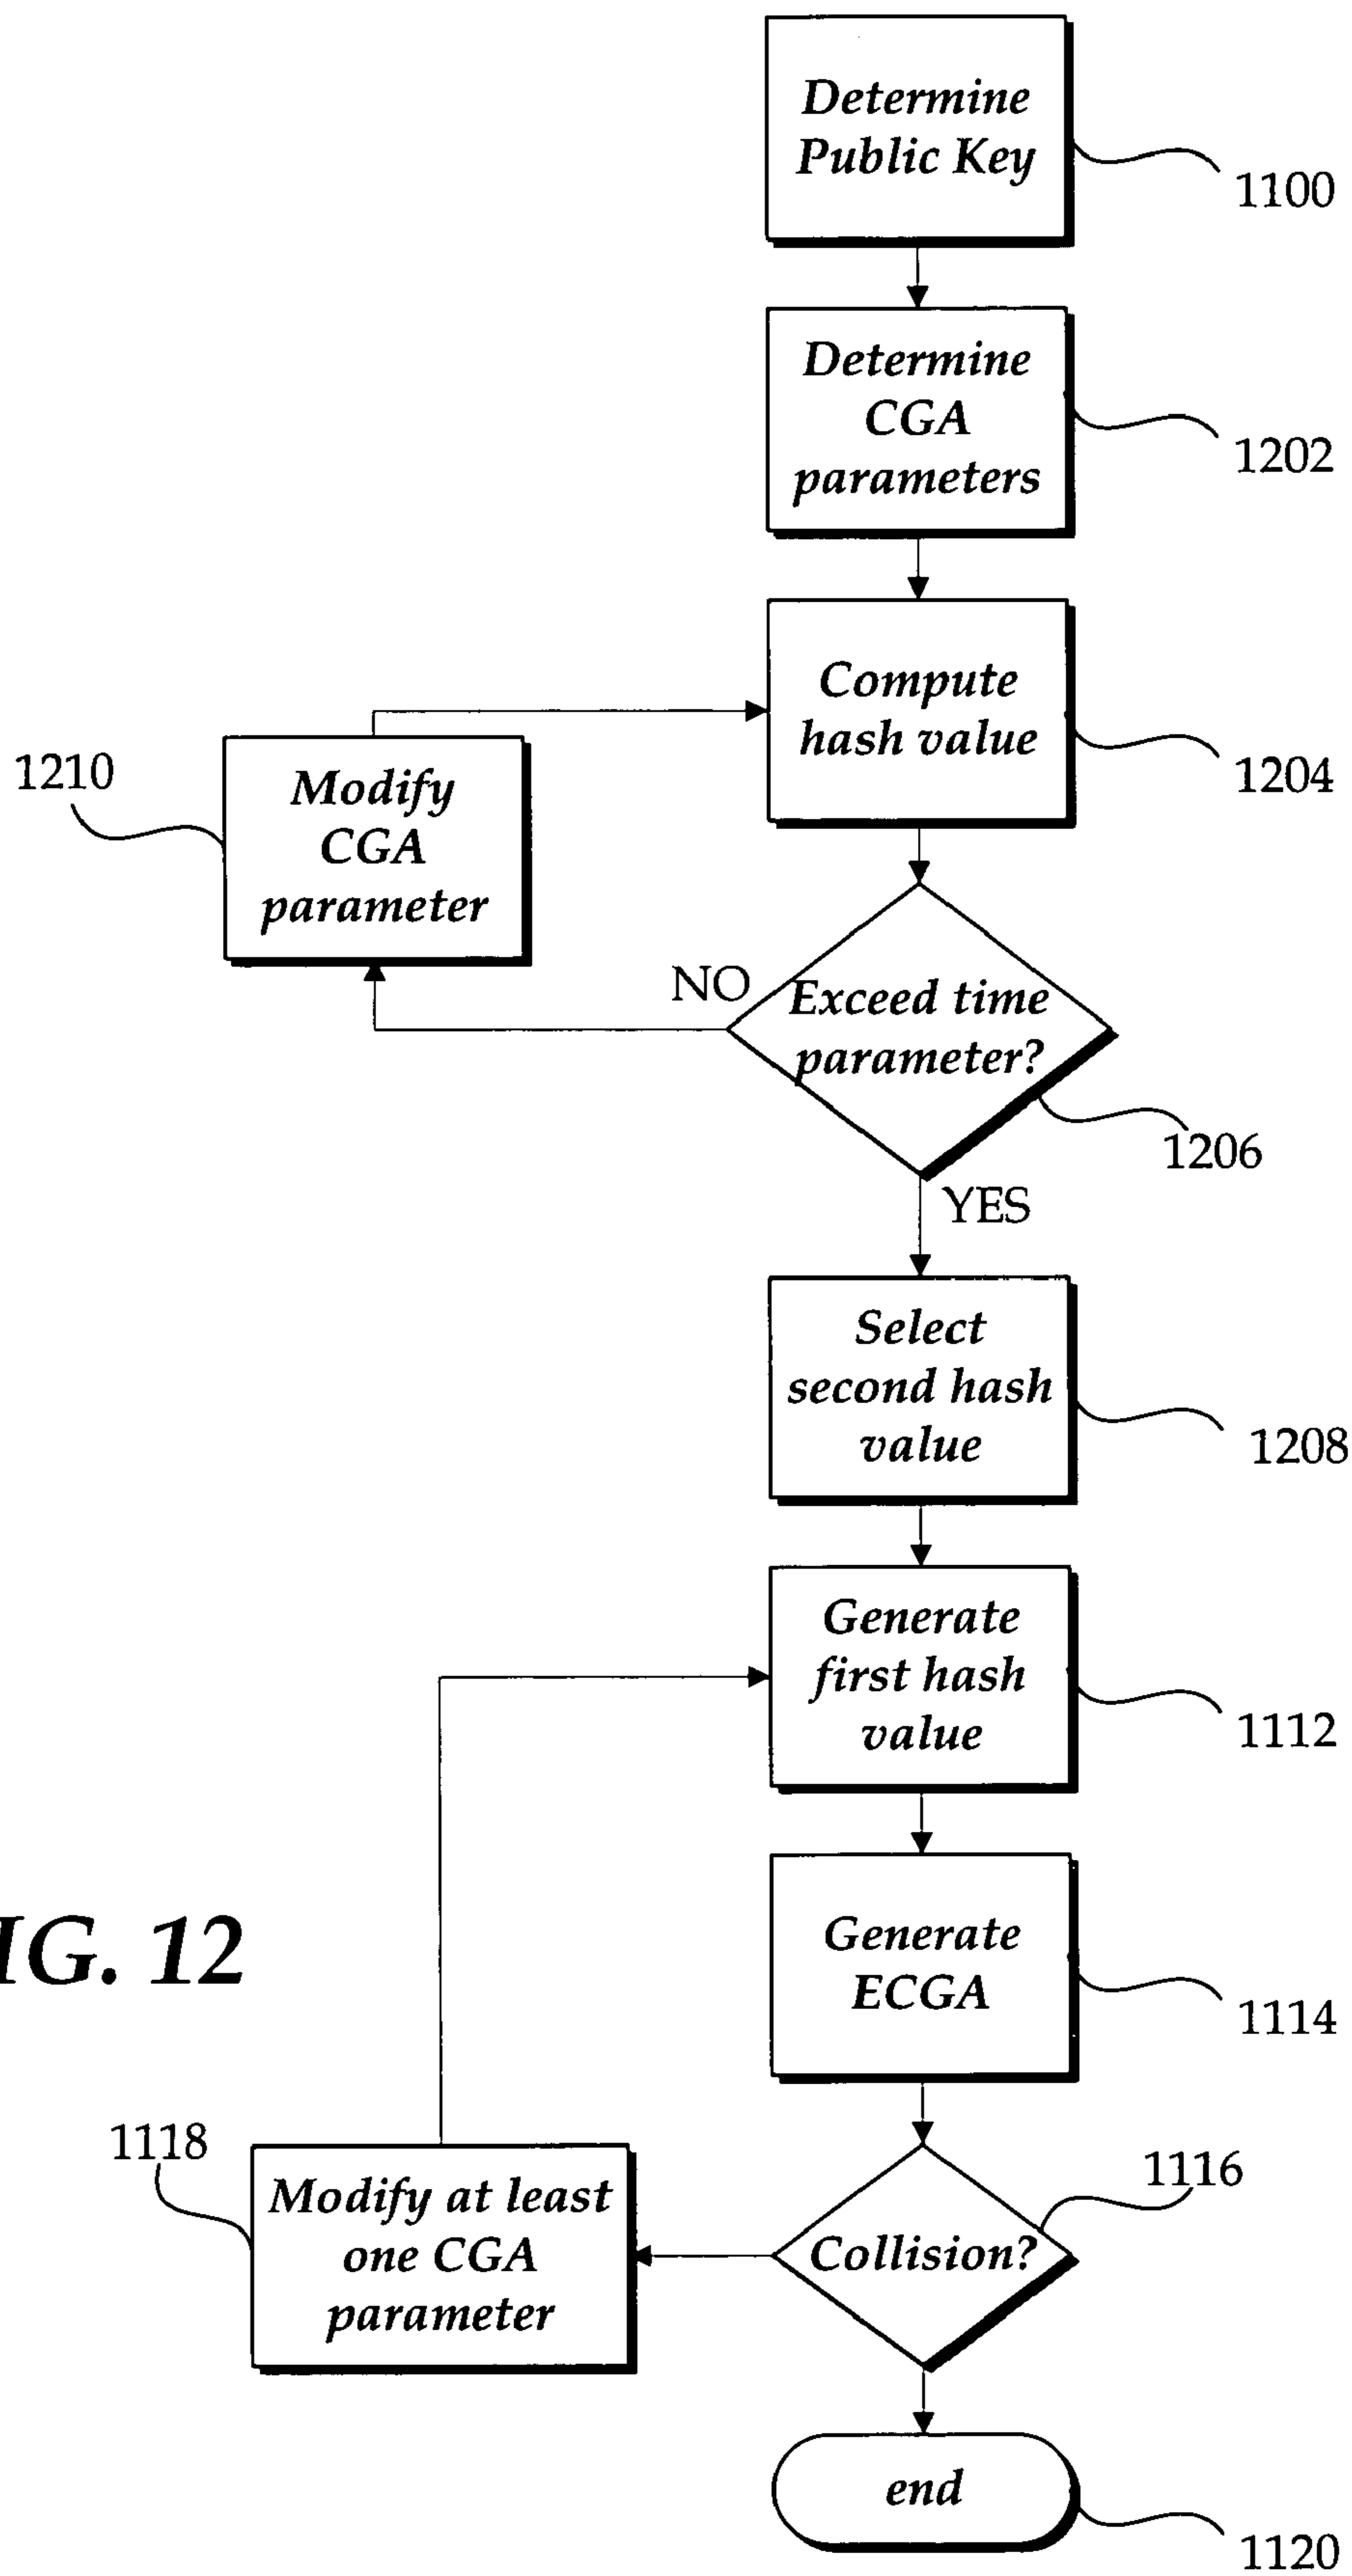 Determine
Public Key
1100
Determine
CGA
parameters
1202
Compute
hash value
1204
1210
Modify
CGA
parameter
NO
Exceed time
parameter?
1206
YES
Select
second hash
value
1208
Generate
first hash
value
1112
IG. 12
Generate
ECGA
1114
1118
Modify at least
one CGA
parameter
1116
Collision?
end
1120